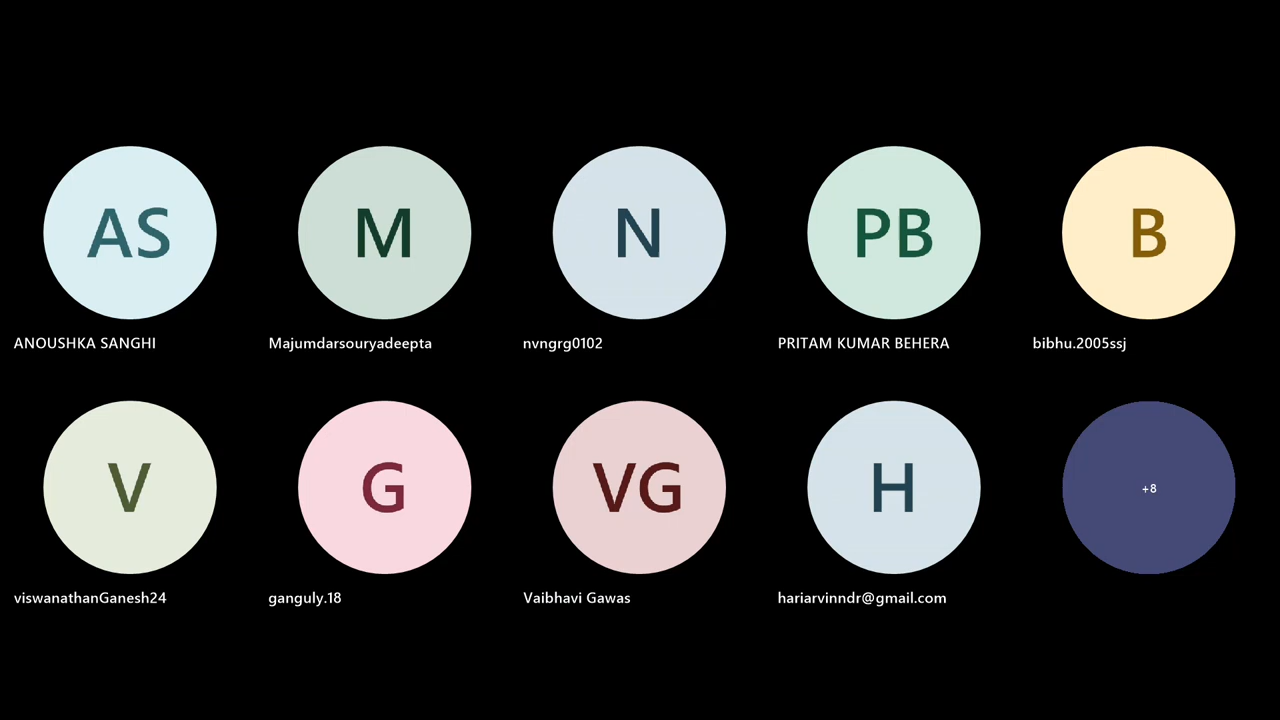 AS
M
N
PB
B
ANOUSHKA SANGHI
Majumdarsouryadeepta
nvngrg0102
PRITAM KUMAR BEHERA
bibhu.2005ssj
V
G
VG
H
+8
viswanathanGanesh24
ganguly.18
Vaibhavi Gawas
hariarvinndr@gmail.com